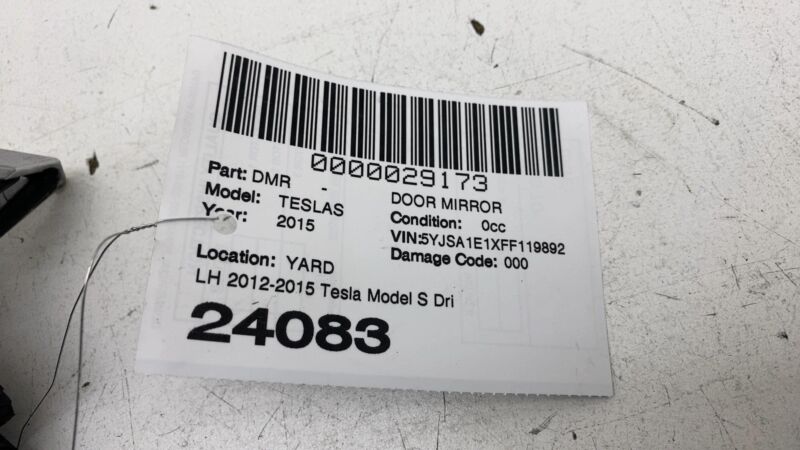 0000029173
Part: DMR - DOOR MIRROR
Model: TESLAS Condition: 0cc
Year: 2015 VIN:5YJSA1E1XFF119892
Damage Code: 000
Location: YARD
LH 2012-2015 Tesla Model S Dri
24083